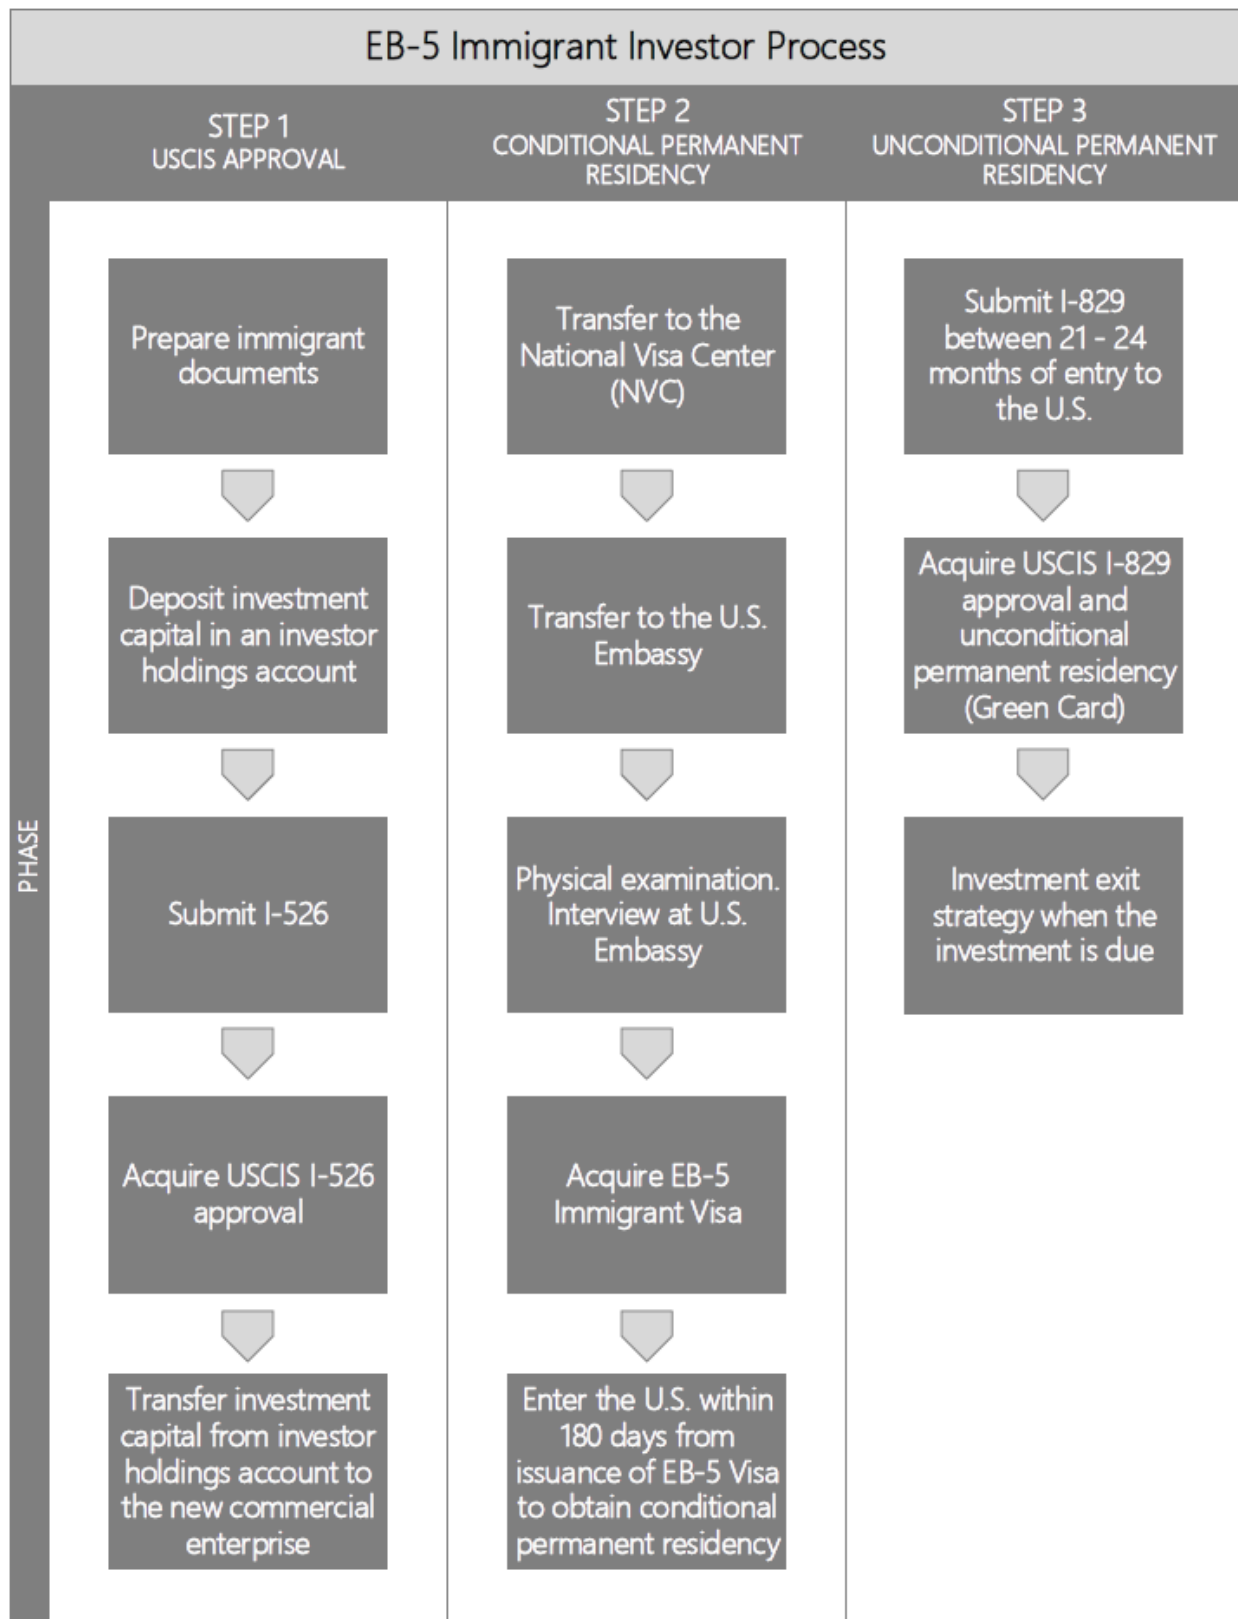 EB-5 Immigrant Investor Process
STEP 1
USCIS APPROVAL
STEP 2
CONDITIONAL PERMANENT
RESIDENCY
STEP 3
UNCONDITIONAL PERMANENT
RESIDENCY
PHASE
Prepare immigrant
documents
Deposit investment
capital in an investor
holdings account
Submit I-526
Acquire USCIS I-526
approval
Transfer investment
capital from investor
holdings account to
the new commercial
enterprise
Transfer to the
National Visa Center
(NVC)
Transfer to the U.S.
Embassy
Physical examination.
Interview at U.S.
Embassy
Acquire EB-5
Immigrant Visa
Enter the U.S. within
180 days from
issuance of EB-5 Visa
to obtain conditional
permanent residency
Submit I-829
between 21 - 24
months of entry to
the U.S.
Acquire USCIS I-829
approval and
unconditional
permanent residency
(Green Card)
Investment exit
strategy when the
investment is due